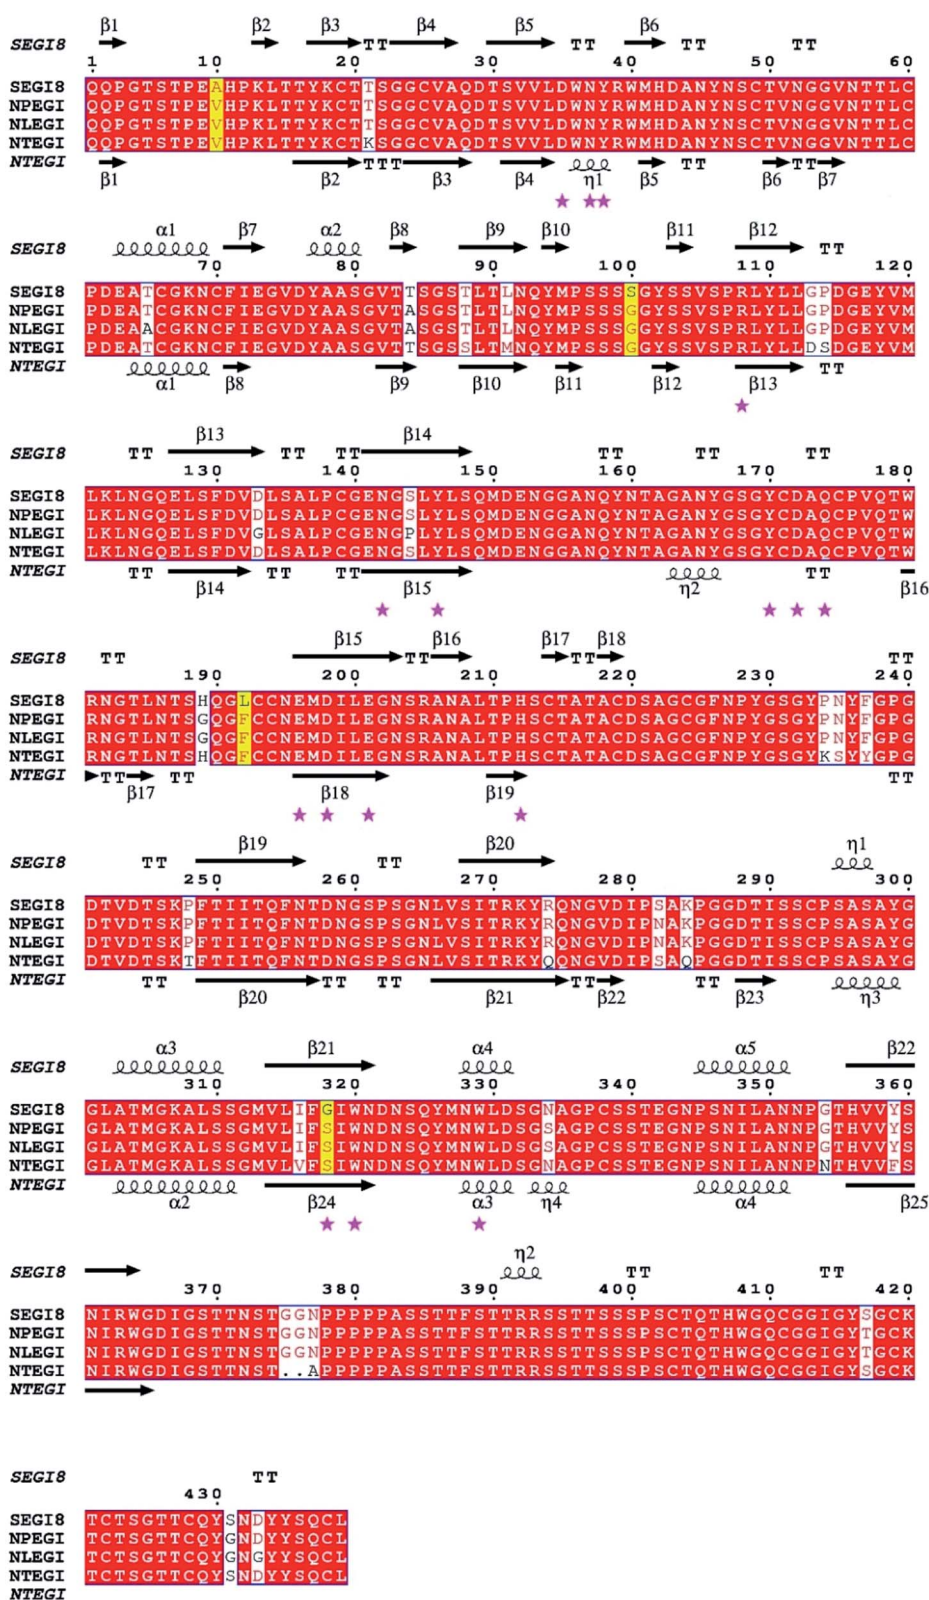 β1 β2 β3 β4 β5 β6
SEGI8 TT TT TT TT
1 10 20 30 40 50 60
SEGI8 QQPGTSTPEAHPKLTTYKCTTSGGCVAQDTSVVLDWNYRWMHDANYNSCTVNGGVNTTLC
NPEGI QQPGTSTPEVHPKLTTYKCTTSGGCVAQDTSVVLDWNYRWMHDANYNSCTVNGGVNTTLC
NLEGI QQPGTSTPEVHPKLTTYKCTTSGGCVAQDTSVVLDWNYRWMHDANYNSCTVNGGVNTTLC
NTEGI QQPGTSTPEVHPKLTTYKCTKSGGCVAQDTSVVLDWNYRWMHDANYNSCTVNGGVNTTLC
NTEGI TTT TT TT
β1 β2 β3 β4 η1 β5 β6 β7
α1 β7 α2 β8 β9 β10 β11 β12
SEGI8 TT
70 80 90 100 110 120
SEGI8 PDEATCGKNCFIEGVDYAASGVTASGSTLTLNQYMPSSSSGYSSVSPRLYLLGPDGEYVM
NPEGI PDEATCGKNCFIEGVDYAASGVTASGSTLTLNQYMPSSSGGYSSVSPRLYLLGPDGEYVM
NLEGI PDEAACGKNCFIEGVDYAASGVTASGSTLTLNQYMPSSSGGYSSVSPRLYLLGPDGEYVM
NTEGI PDEATCGKNCFIEGVDYAASGVTTSGSSLTMNQYMPSSSGGYSSVSPRLYLLDSDGEYVM
NTEGI TT
α1 β8 β9 β10 β11 β12 β13
β13 β14
SEGI8 TT TT TT TT TT TT
130 140 150 160 170 180
SEGI8 LKLNGQELSFDVDLSALPCGENGSLYLSQMDENGGANQYNTAGANYGSGYCDAQCPVQTW
NPEGI LKLNGQELSFDVDLSALPCGENGSLYLSQMDENGGANQYNTAGANYGSGYCDAQCPVQTW
NLEGI LKLNGQELSFDVGLSALPCGENGPLYLSQMDENGGANQYNTAGANYGSGYCDAQCPVQTW
NTEGI LKLNGQELSFDVDLSALPCGENGSLYLSQMDENGGANQYNTAGANYGSGYCDAQCPVQTW
NTEGI TT TT TT TT
β14 β15 η2 β16
β15 β16 β17 β18
SEGI8 TT TT TT TT
190 200 210 220 230 240
SEGI8 RNGTLNTSHQGLCCNEMDILEGNSRANALTPHSCTATACDSAGCGFNPYGSGYPNYFGPG
NPEGI RNGTLNTSGQGFCCNEMDILEGNSRANALTPHSCTATACDSAGCGFNPYGSGYPNYFGPG
NLEGI RNGTLNTSGQGFCCNEMDILEGNSRANALTPHSCTATACDSAGCGFNPYGSGYPNYFGPG
NTEGI RNGTLNTSHQGFCCNEMDILEGNSRANALTPHSCTATACDSAGCGFNPYGSGYKSYYGPG
NTEGI TT TT TT
β17 β18 β19
β19 β20 η1
SEGI8 TT TT
250 260 270 280 290 300
SEGI8 DTVDTSKPFTIITQFNTDNGSPSGNLVSITRKYRQNGVDIPSAKPGGDTISSCPSASAYG
NPEGI DTVDTSKPFTIITQFNTDNGSPSGNLVSITRKYRQNGVDIPNAKPGGDTISSCPSASAYG
NLEGI DTVDTSKPFTIITQFNTDNGSPSGNLVSITRKYRQNGVDIPNAKPGGDTISSCPSASAYG
NTEGI DTVDTSKTFTIITQFNTDNGSPSGNLVSITRKYQQNGVDIPSAQPGGDTISSCPSASAYG
NTEGI TT TT TT TT TT
β20 β21 β22 β23 η3
α3 β21 α4 α5 β22
SEGI8
310 320 330 340 350 360
SEGI8 GLATMGKALSSGMVLIFGIWNDNSQYMNWLDSGNAGPCSSTEGNPSNILANNPGTHVVYS
NPEGI GLATMGKALSSGMVLIFSIWNDNSQYMNWLDSGSAGPCSSTEGNPSNILANNPGTHVVYS
NLEGI GLATMGKALSSGMVLIFSIWNDNSQYMNWLDSGSAGPCSSTEGNPSNILANNPGTHVVYS
NTEGI GLATMGKALSSGMVLVFSIWNDNSQYMNWLDSGNAGPCSSTEGNPSNILANNPNTHVVFS
NTEGI
α2 β24 α3 η4 α4 β25
η2
SEGI8 TT TT
370 380 390 400 410 420
SEGI8 NIRWGDIGSTTNSTGGNPPPPPASSTTFSTTRRSSTTSSSPSCTQTHWGQCGGIGYSGCK
NPEGI NIRWGDIGSTTNSTGGNPPPPPASSTTFSTTRRSSTTSSSPSCTQTHWGQCGGIGYTGCK
NLEGI NIRWGDIGSTTNSTGGNPPPPPASSTTFSTTRRSSTTSSSPSCTQTHWGQCGGIGYTGCK
NTEGI NIRWGDIGSTTNST..APPPPPASSTTFSTTRRSSTTSSSPSCTQTHWGQCGGIGYSGCK
NTEGI
SEGI8 TT
430
SEGI8 TCTSGTTCQYSNDYYSQCL
NPEGI TCTSGTTCQYGNDYYSQCL
NLEGI TCTSGTTCQYGNGYYSQCL
NTEGI TCTSGTTCQYSNDYYSQCL
NTEGI